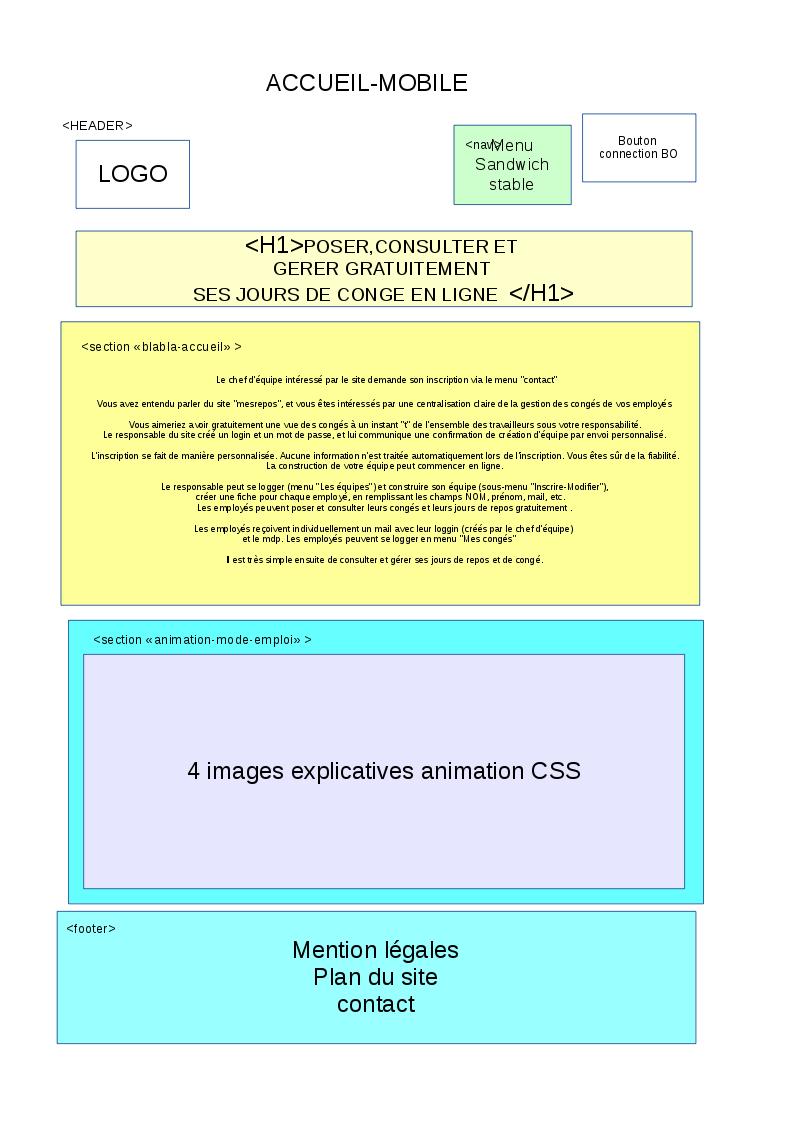 ACCUEIL-MOBILE
<HEADER>
LOGO
<nav>
Menu
Sandwich
stable
Bouton
connection BO
<H1>POSER,CONSULTER ET
GERER GRATUITEMENT
SES JOURS DE CONGE EN LIGNE </H1>
<section «blabla-accueil» >
Le chef d'équipe intéressé par le site demande son inscription via le menu "contact"
Vous avez entendu parler du site "mesrepos", et vous êtes intéressés par une centralisation claire de la gestion des congés de vos employés
Vous aimeriez avoir gratuitement une vue des congés à un instant "t" de l'ensemble des travailleurs sous votre responsabilité.
Le responsable du site créé un login et un mot de passe, et lui communique une confirmation de création d'équipe par envoi personnalisé.
L'inscription se fait de manière personnalisée. Aucune information n'est traitée automatiquement lors de l'inscription. Vous êtes sûr de la fiabilité.
La construction de votre équipe peut commencer en ligne.
Le responsable peut se logger (menu "Les équipes") et construire son équipe (sous-menu "Inscrire-Modifier"),
créer une fiche pour chaque employé, en remplissant les champs NOM, prénom, mail, etc.
Les employés peuvent poser et consulter leurs congés et leurs jours de repos gratuitement .
Les employés reçoivent individuellement un mail avec leur loggin (créés par le chef d'équipe)
et le mdp. Les employés peuvent se logger en menu "Mes congés"
Il est très simple ensuite de consulter et gérer ses jours de repos et de congé.
<section «animation-mode-emploi» >
4 images explicatives animation CSS
<footer>
Mention légales
Plan du site
contact